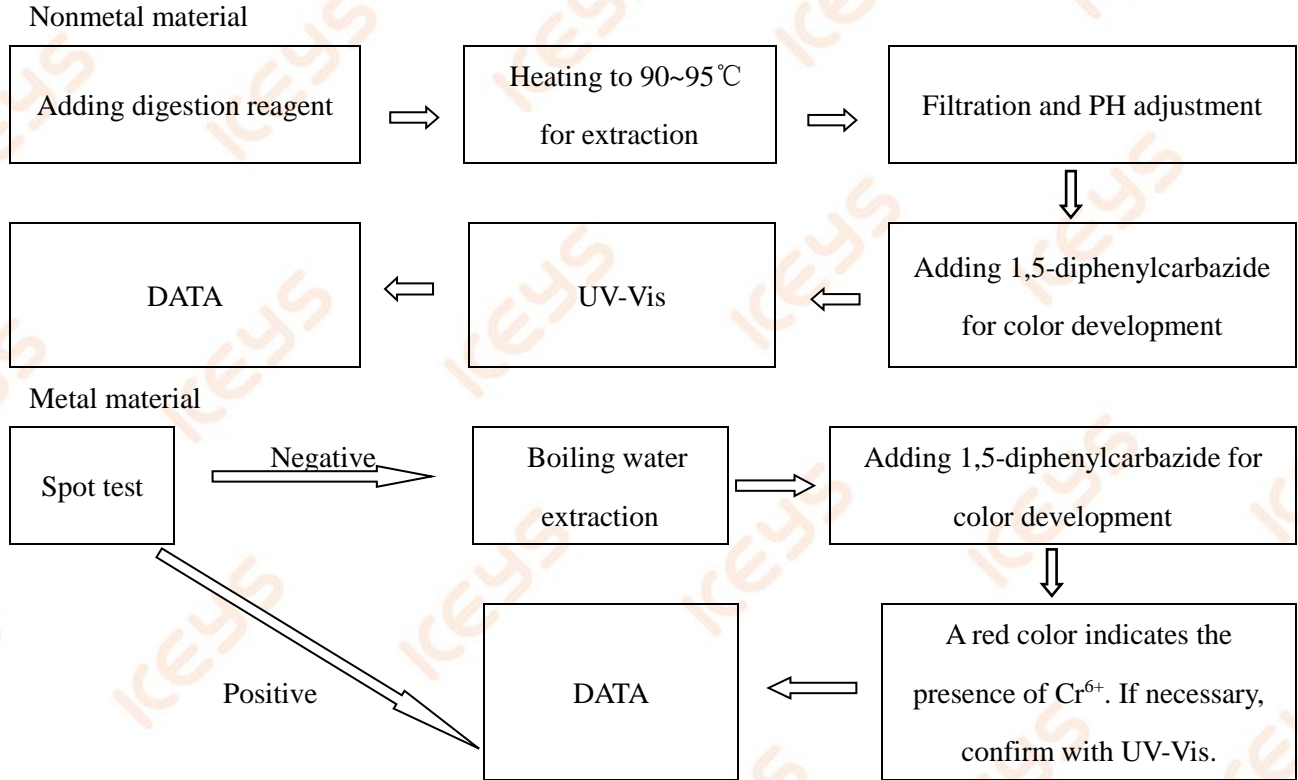 Nonmetal material
Adding digestion reagent
Heating to 90~95℃
for extraction
Filtration and PH adjustment
DATA
UV-Vis
Adding 1,5-diphenylcarbazide
for color development
Metal material
Spot test
Negative
Boiling water
extraction
Adding 1,5-diphenylcarbazide for
color development
Positive
DATA
A red color indicates the
presence of Cr⁶⁺. If necessary,
confirm with UV-Vis.
ICEYS